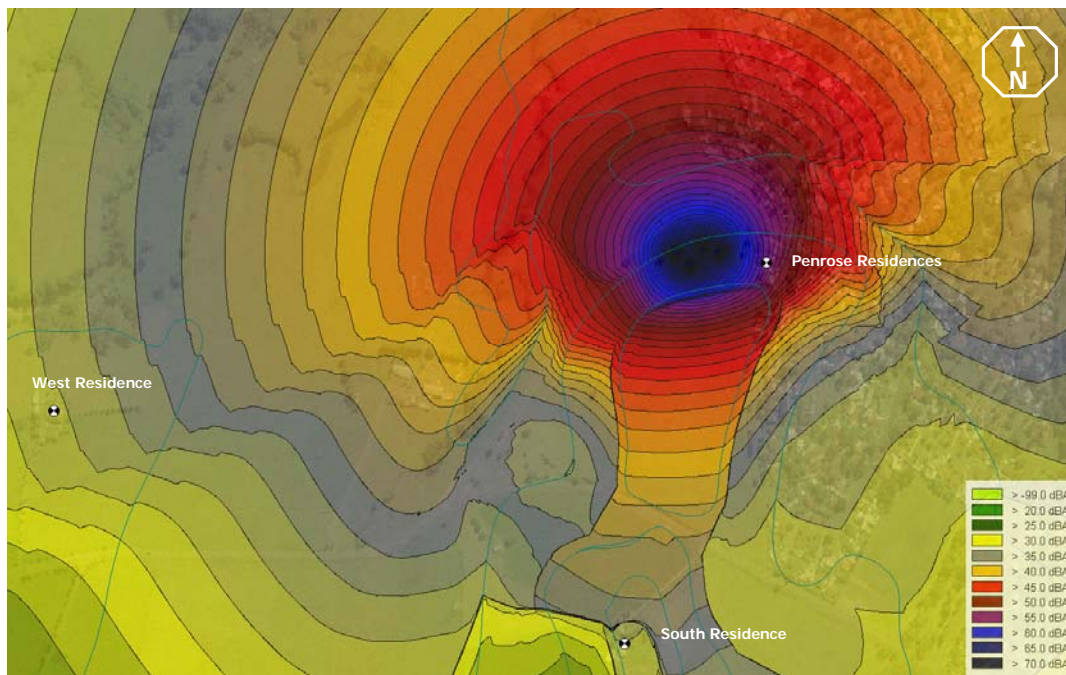 N
Penrose Residences
West Residence
South Residence
> -99.0 dBA
> 20.0 dBA
> 25.0 dBA
> 30.0 dBA
> 35.0 dBA
> 40.0 dBA
> 45.0 dBA
> 50.0 dBA
> 55.0 dBA
> 60.0 dBA
> 65.0 dBA
> 70.0 dBA